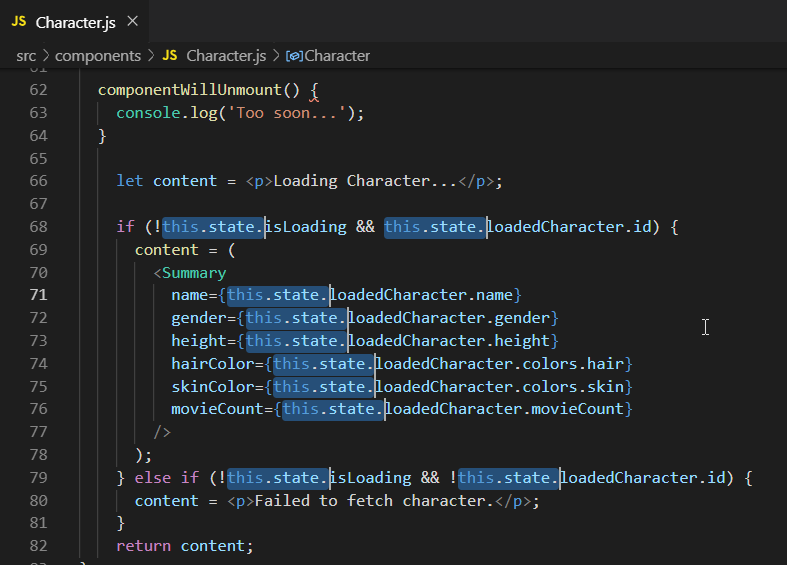 JS Character.js ×
src > components > JS Character.js > Character
61
62 componentWillUnmount() {
63 console.log('Too soon...');
64 }
65
66 let content = <p>Loading Character...</p>;
67
68 if (!this.state.isLoading && this.state.loadedCharacter.id) {
69 content = (
70 <Summary
71 name={this.state.loadedCharacter.name}
72 gender={this.state.loadedCharacter.gender}
73 height={this.state.loadedCharacter.height}
74 hairColor={this.state.loadedCharacter.colors.hair}
75 skinColor={this.state.loadedCharacter.colors.skin}
76 movieCount={this.state.loadedCharacter.movieCount}
77 />
78 );
79 } else if (!this.state.isLoading && !this.state.loadedCharacter.id) {
80 content = <p>Failed to fetch character.</p>;
81 }
82 return content;